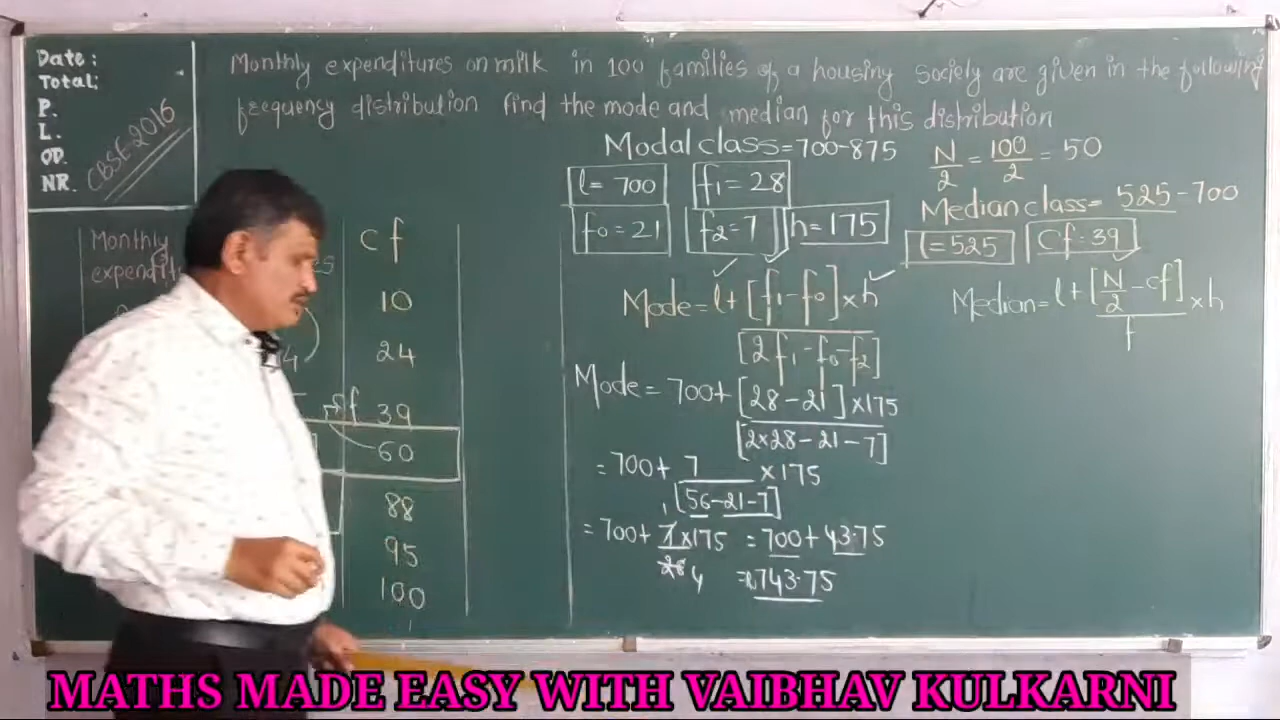 Date:
Total:
P.
L.
OD.
NR.
CBSE-2016
Monthly expenditures on milk in 100 families of a housing society are given in the following
frequency distribution find the mode and median for this distribution
Monthly
expendit
es
cf
10
24
14
39
cf
60
88
95
100
Modal class=700-875
l= 700
f1=28
f0=21
f2=7
h=175
Mode=l+[f1-f0]×h
[2f1-f0-f2]
Mode= 700+[28-21]×175
[2×28-21-7]
=700+ 7 ×175
[56-21-7]
=700+ 7×175 = 700+ 43.75
28 4 = ₨743.75
N/2 = 100/2 = 50
Median class= 525-700
l=525
Cf=39
Median= l+[N/2-cf]×h
f
MATHS MADE EASY WITH VAIBHAV KULKARNI